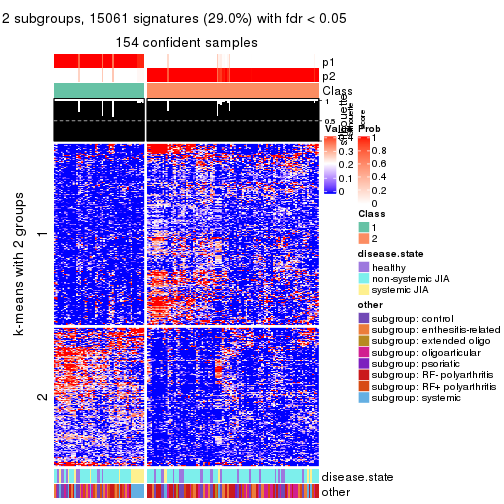 2 subgroups, 15061 signatures (29.0%) with fdr < 0.05
154 confident samples
p1
p2
Class
1
0.5
0
silhouette
score
Value
0.4
0.3
0.2
0.1
0
Prob
1
0.8
0.6
0.4
0.2
0
Class
1
2
disease.state
healthy
non-systemic JIA
systemic JIA
other
subgroup: control
subgroup: enthesitis-related
subgroup: extended oligo
subgroup: oligoarticular
subgroup: psoriatic
subgroup: RF- polyarthritis
subgroup: RF+ polyarthritis
subgroup: systemic
k-means with 2 groups
1
2
disease.state
other